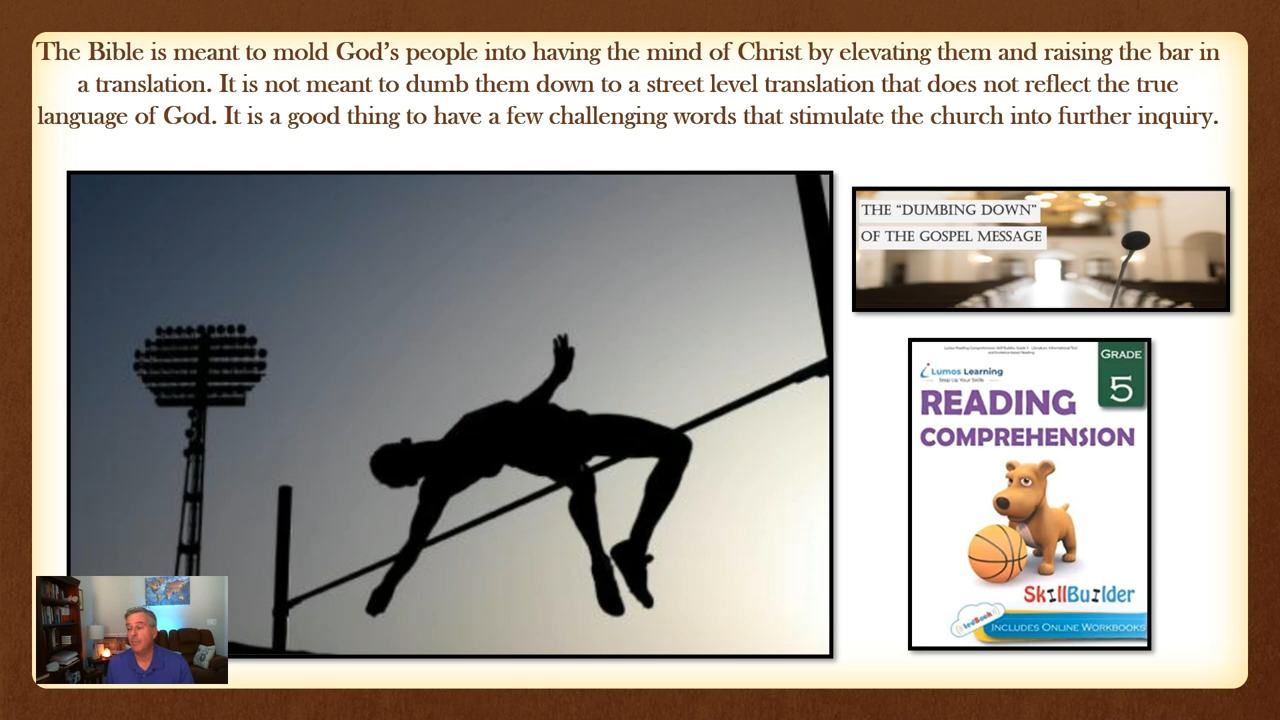 The Bible is meant to mold God's people into having the mind of Christ by elevating them and raising the bar in
a translation. It is not meant to dumb them down to a street level translation that does not reflect the true
language of God. It is a good thing to have a few challenging words that stimulate the church into further inquiry.
THE "DUMBING DOWN"
OF THE GOSPEL MESSAGE
GRADE
5
Lumos Learning
Step Up Your Skills
READING
COMPREHENSION
SkillBuilder
tedBook
INCLUDES ONLINE WORKBOOKS